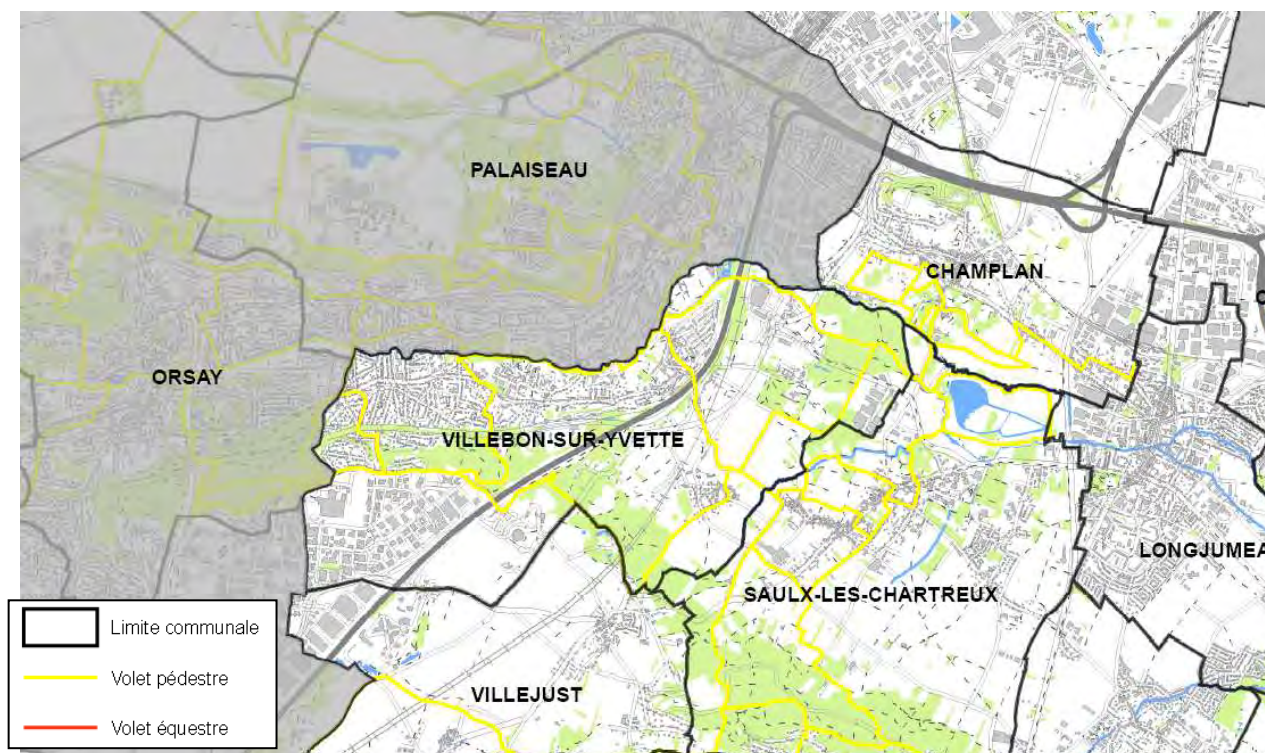 PALAISEAU
CHAMPLAN
ORSAY
VILLEBON-SUR-YVETTE
LONGJUMEA
SAULX-LES-CHARTREUX
VILLEJUST
Limite communale
Volet pédestre
Volet équestre